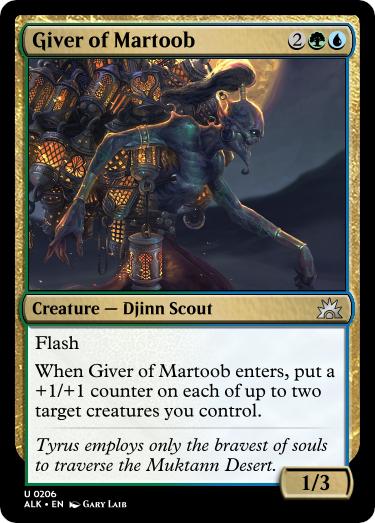 Giver of Martoob 2
Creature — Djinn Scout
Flash
When Giver of Martoob enters, put a
+1/+1 counter on each of up to two
target creatures you control.
Tyrus employs only the bravest of souls
to traverse the Muktann Desert.
1/3
U 0206
ALK • EN Gary Laib